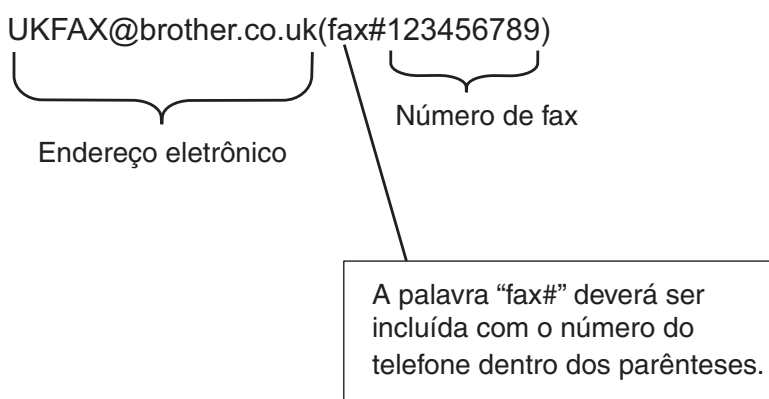 UKFAX@brother.co.uk(fax#123456789)
Número de fax
Endereço eletrônico
A palavra “fax#” deverá ser
incluída com o número do
telefone dentro dos parênteses.